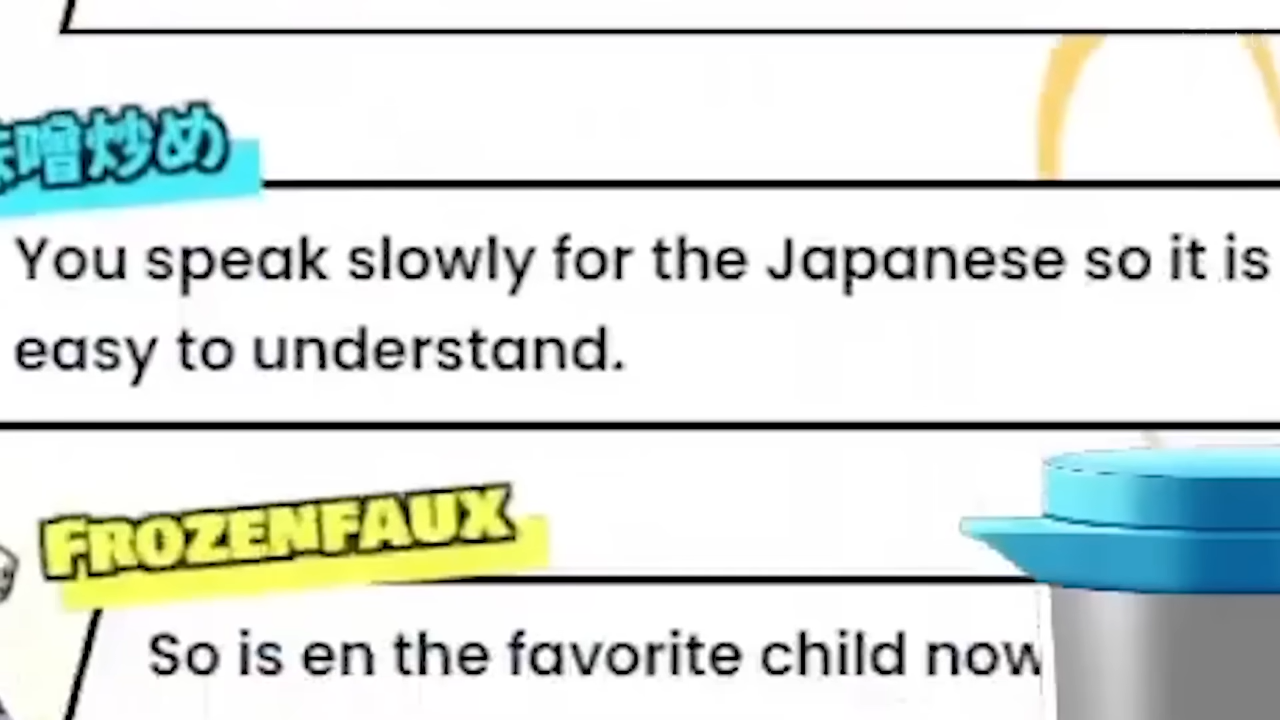 噌炒め
You speak slowly for the Japanese so it is
easy to understand.
FROZENFAUX
So is en the favorite child now